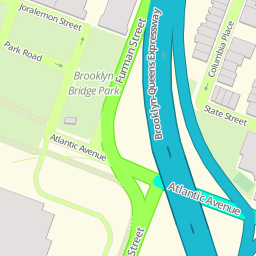 Joralemon Street
Park Road
Brooklyn
Bridge Park
Furman Street
Brooklyn-Queens Expressway
Columbia Place
State Street
Atlantic Avenue
Atlantic Avenue
Street